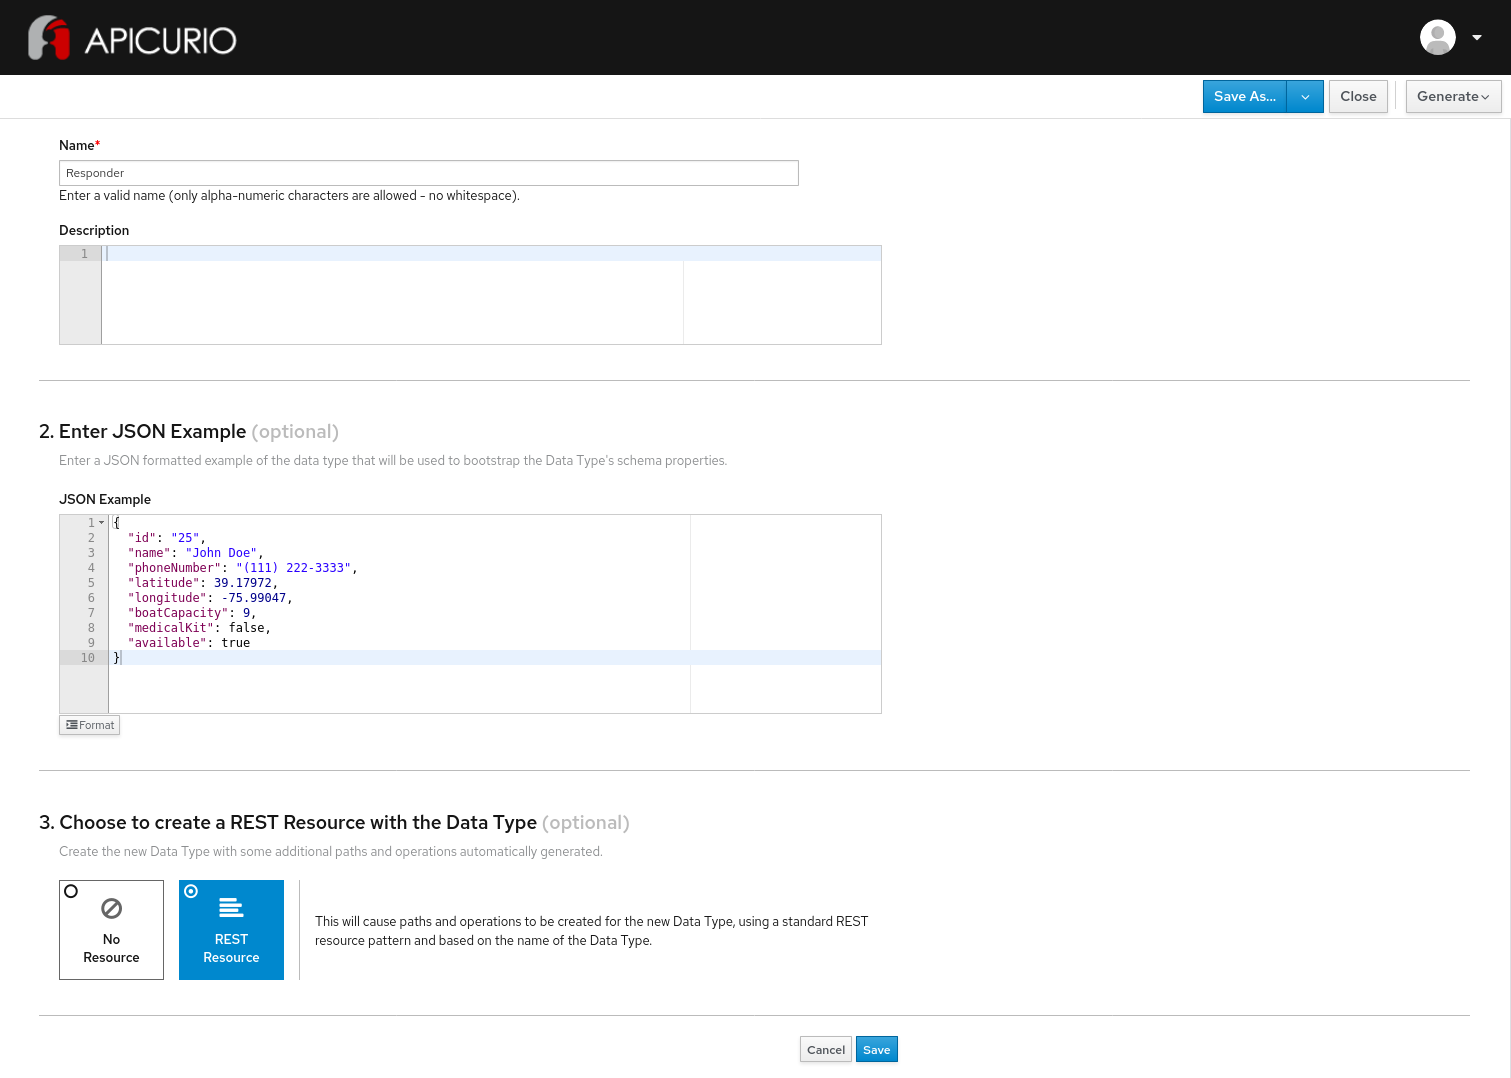 APICURIO
Save As... Close Generate
Name*
Responder
Enter a valid name (only alpha-numeric characters are allowed - no whitespace).
Description
1
2. Enter JSON Example (optional)
Enter a JSON formatted example of the data type that will be used to bootstrap the Data Type's schema properties.
JSON Example
1 {
2 "id": "25",
3 "name": "John Doe",
4 "phoneNumber": "(111) 222-3333",
5 "latitude": 39.17972,
6 "longitude": -75.99047,
7 "boatCapacity": 9,
8 "medicalKit": false,
9 "available": true
10 }
Format
3. Choose to create a REST Resource with the Data Type (optional)
Create the new Data Type with some additional paths and operations automatically generated.
No
Resource
REST
Resource
This will cause paths and operations to be created for the new Data Type, using a standard REST
resource pattern and based on the name of the Data Type.
Cancel Save